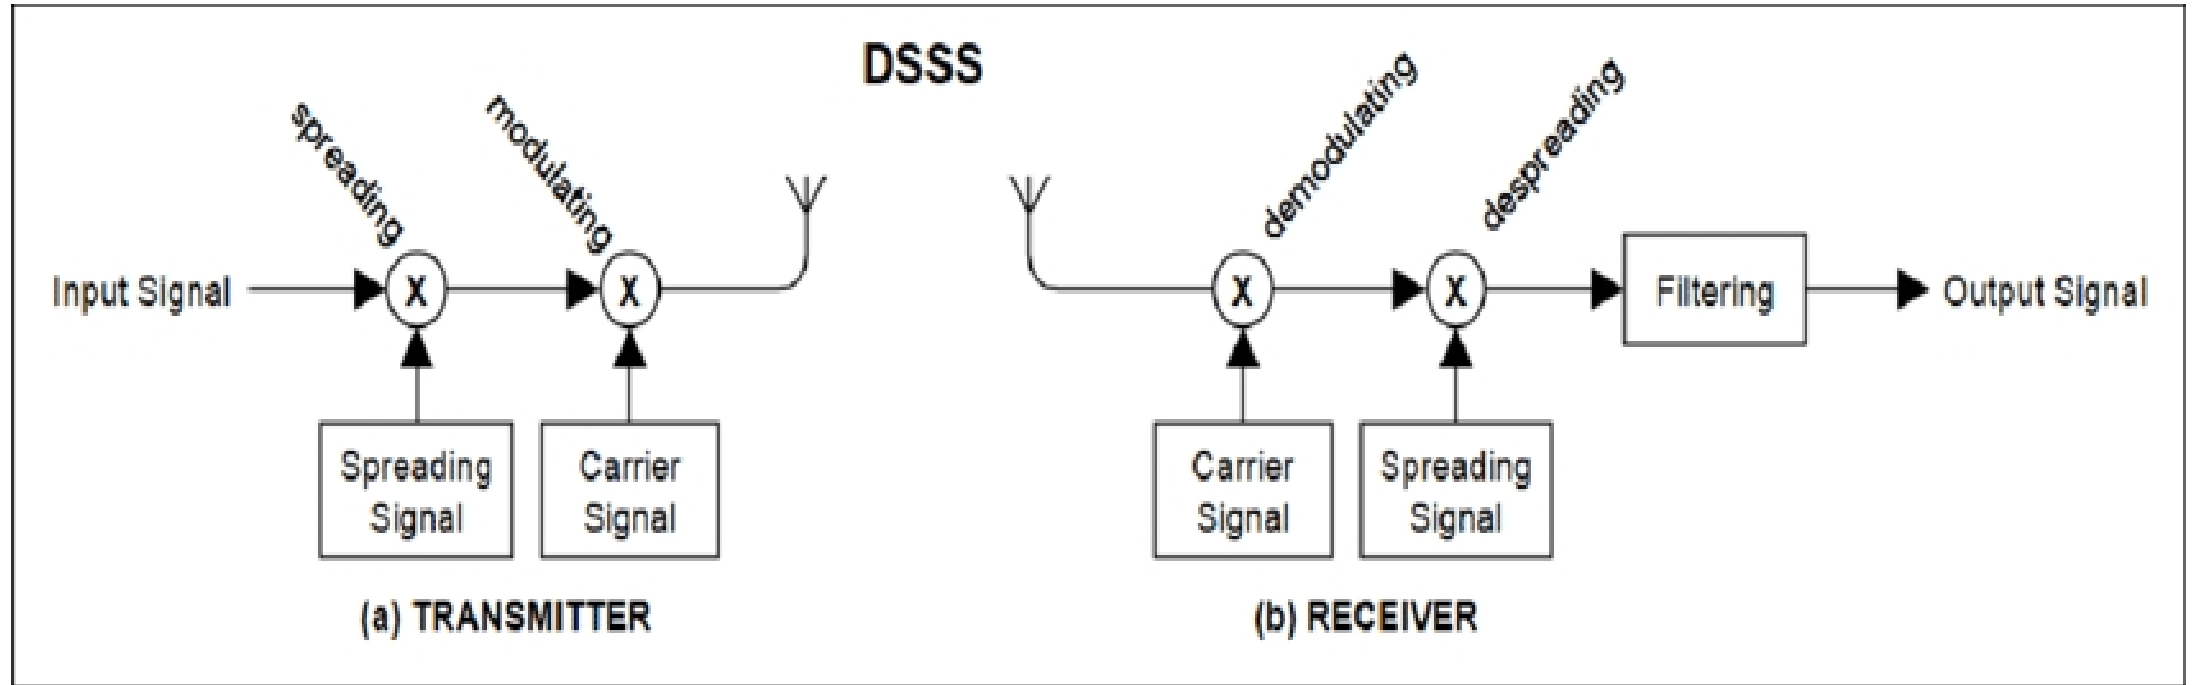 DSSS
spreading
modulating
demodulating
despreading
Input Signal
X
X
X
X
Filtering
Output Signal
Spreading
Signal
Carrier
Signal
Carrier
Signal
Spreading
Signal
(a) TRANSMITTER
(b) RECEIVER